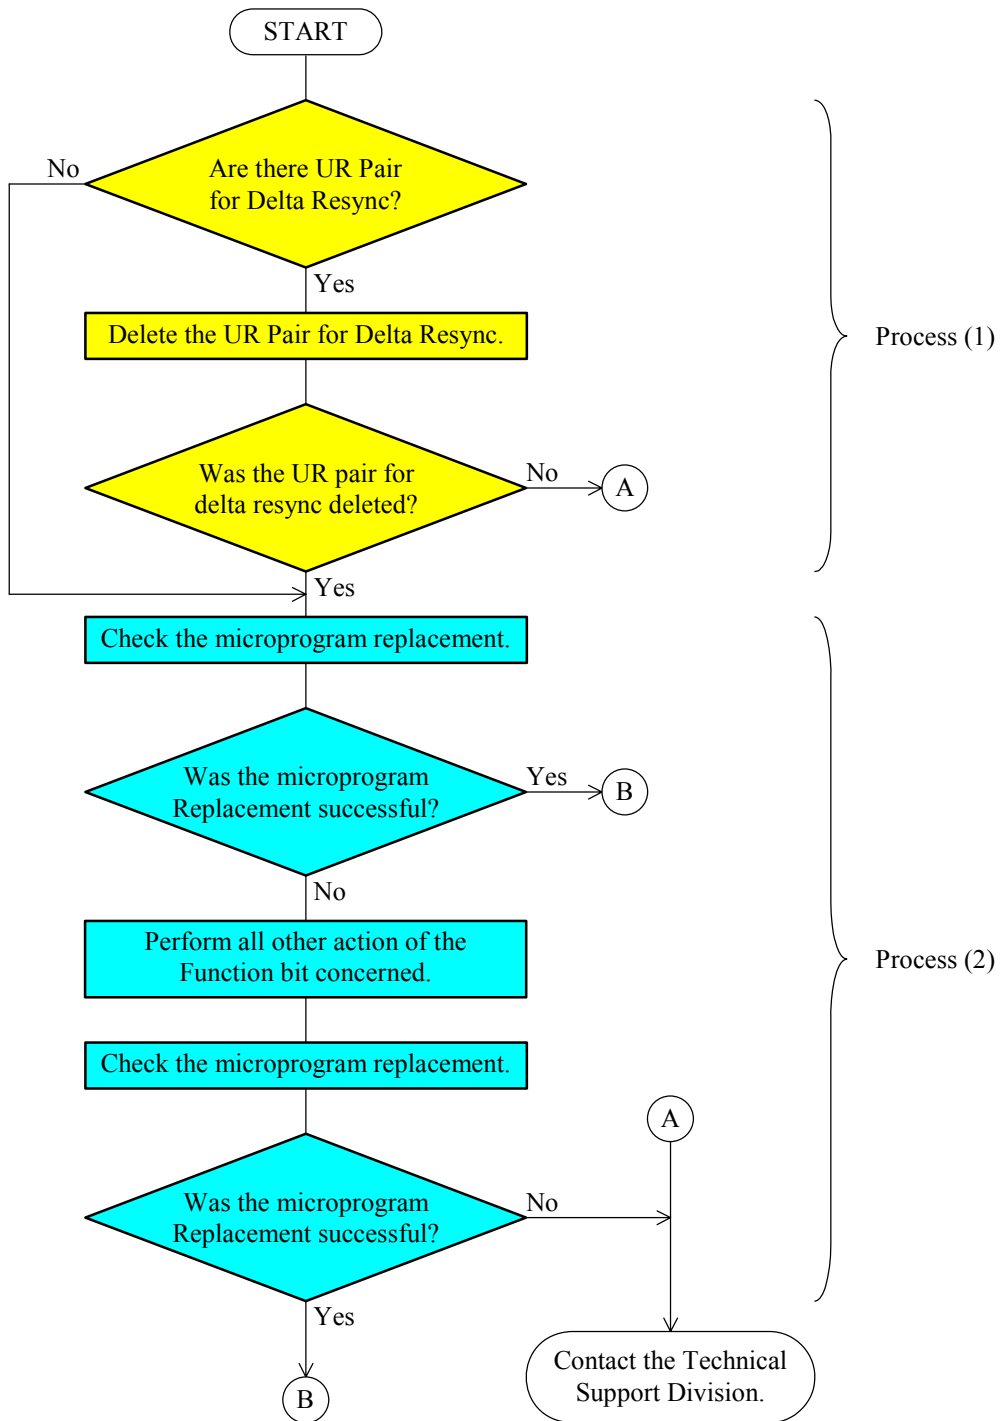 START
No
Are there UR Pair
for Delta Resync?
Yes
Delete the UR Pair for Delta Resync.
Process (1)
Was the UR pair for
delta resync deleted?
No
A
Yes
Check the microprogram replacement.
Was the microprogram
Replacement successful?
Yes
B
No
Perform all other action of the
Function bit concerned.
Process (2)
Check the microprogram replacement.
A
Was the microprogram
Replacement successful?
No
Yes
B
Contact the Technical
Support Division.